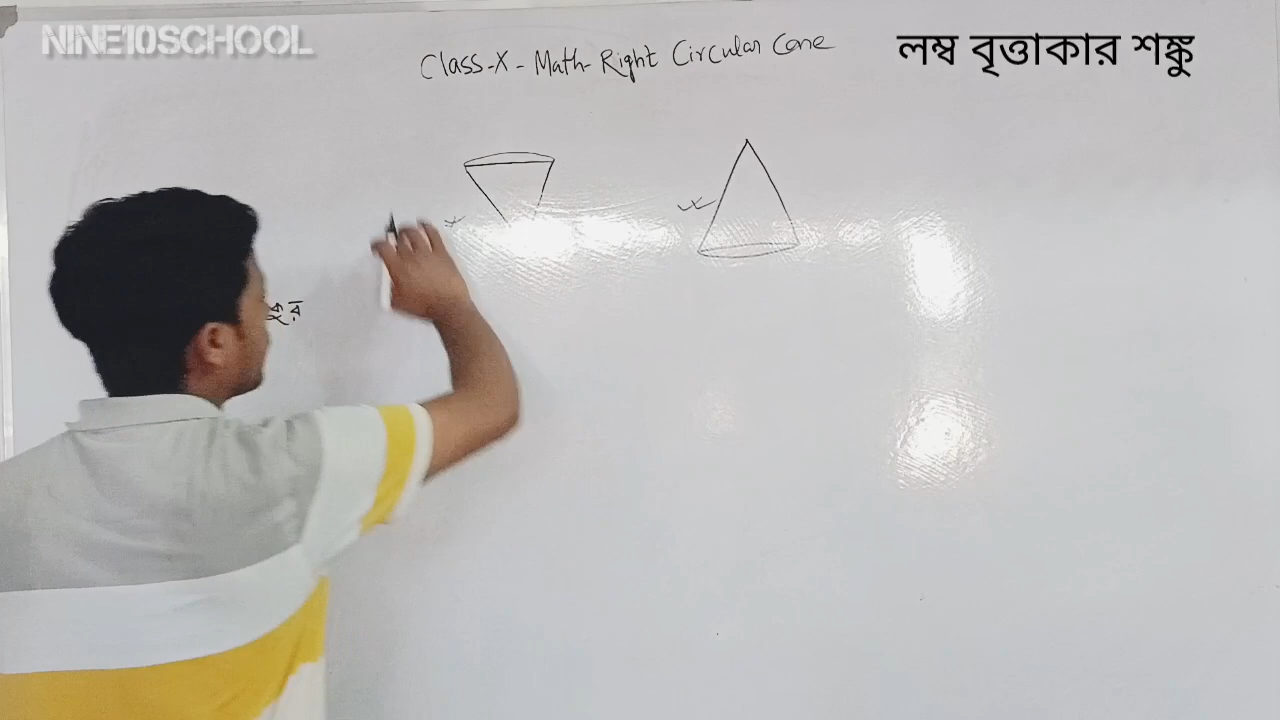 NINE10SCHOOL
Class-X-Math-Right Circular Cone
লম্ব বৃত্তাকার শঙ্কু